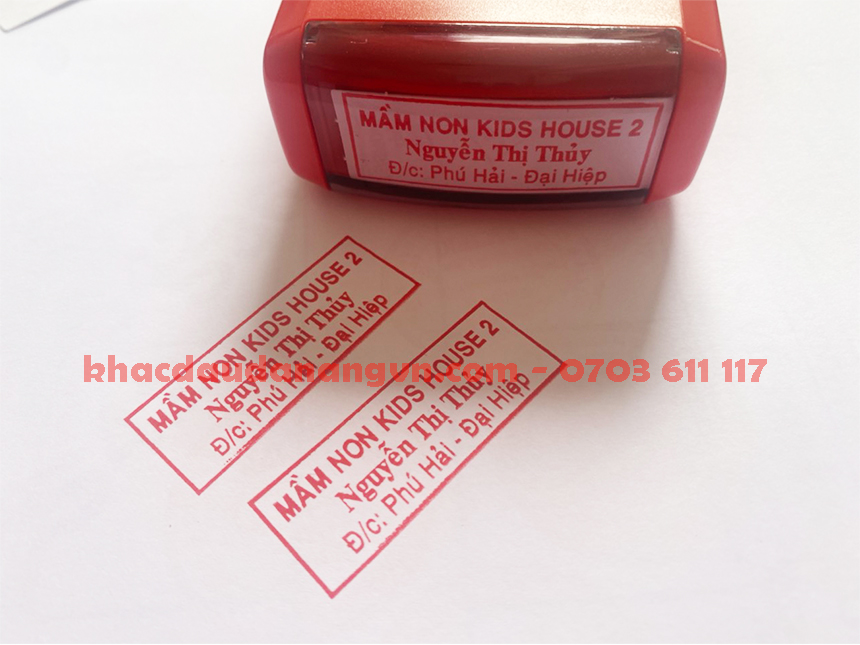 MẦM NON KIDS HOUSE 2
Nguyễn Thị Thủy
Đ/c: Phú Hải - Đại Hiệp
MẦM NON KIDS HOUSE 2
Nguyễn Thị Thủy
Đ/c: Phú Hải - Đại Hiệp
MẦM NON KIDS HOUSE 2
Nguyễn Thị Thủy
Đ/c: Phú Hải - Đại Hiệp
khacdaudanangun.com - 0703 611 117